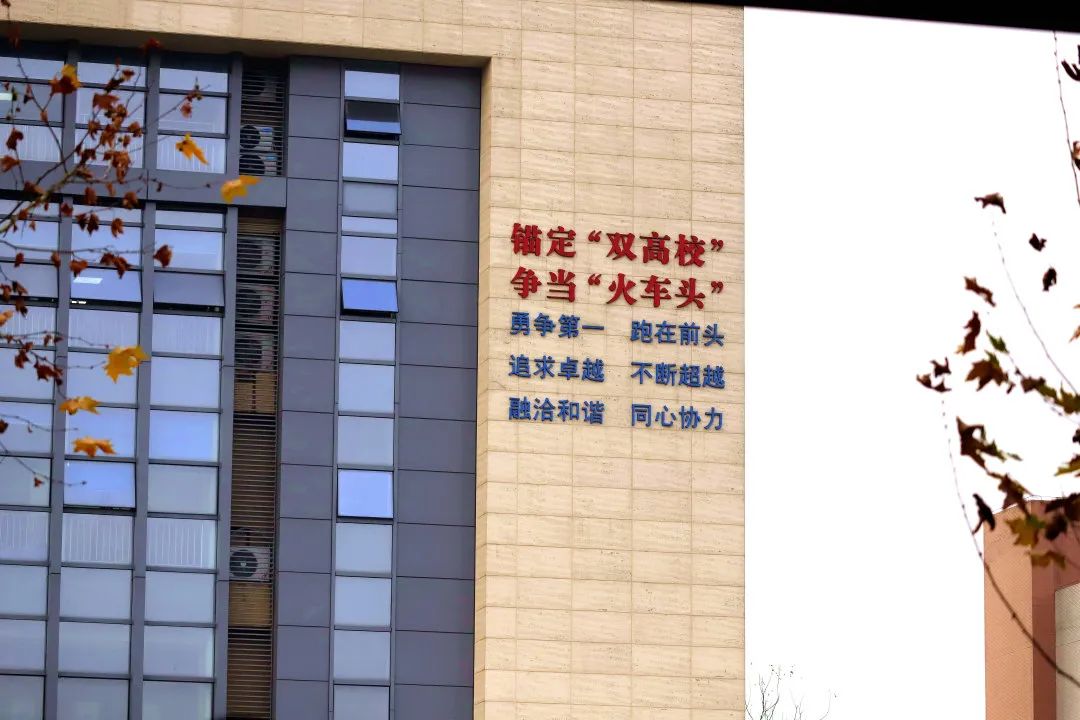 锚定“双高校”
争当“火车头”
勇争第一 跑在前头
追求卓越 不断超越
融洽和谐 同心协力